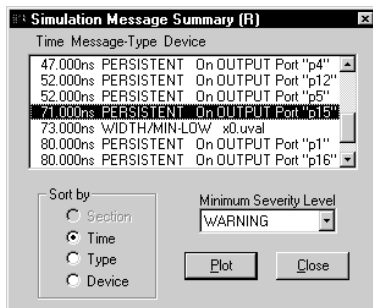 Simulation Message Summary (R)
Time Message-Type Device
47.000ns PERSISTENT On OUTPUT Port "p4"
52.000ns PERSISTENT On OUTPUT Port "p12"
52.000ns PERSISTENT On OUTPUT Port "p5"
71.000ns PERSISTENT On OUTPUT Port "p15"
73.000ns WIDTH/MIN-LOW x0.uval
80.000ns PERSISTENT On OUTPUT Port "p1"
80.000ns PERSISTENT On OUTPUT Port "p16"
Sort by
Section
Time
Type
Device
Minimum Severity Level
WARNING
Plot
Close